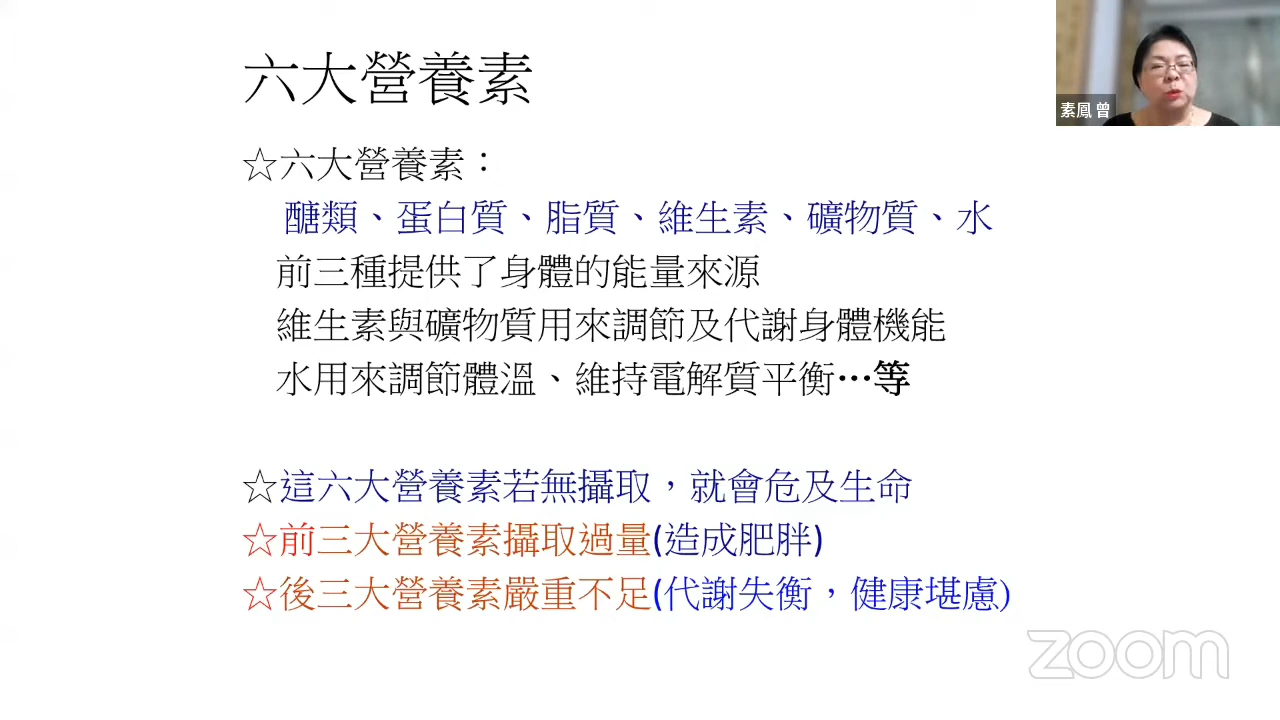 六大營養素
素鳳 曾
☆六大營養素：
醣類、蛋白質、脂質、維生素、礦物質、水
前三種提供了身體的能量來源
維生素與礦物質用來調節及代謝身體機能
水用來調節體溫、維持電解質平衡…等
☆這六大營養素若無攝取，就會危及生命
☆前三大營養素攝取過量(造成肥胖)
☆後三大營養素嚴重不足(代謝失衡，健康堪慮)
zoom